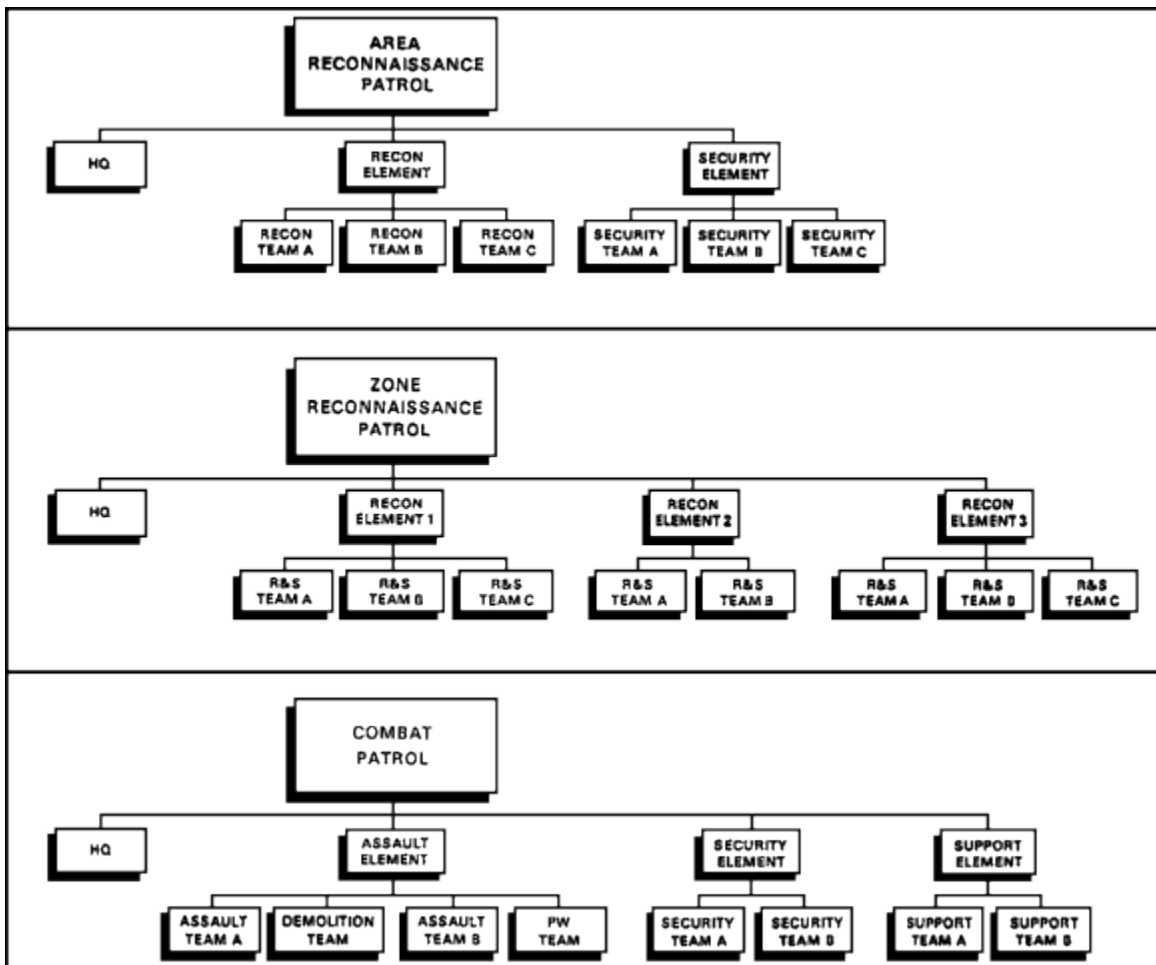 AREA
RECONNAISSANCE
PATROL
HQ
RECON
ELEMENT
SECURITY
ELEMENT
RECON
TEAM A
RECON
TEAM B
RECON
TEAM C
SECURITY
TEAM A
SECURITY
TEAM B
SECURITY
TEAM C
ZONE
RECONNAISSANCE
PATROL
HQ
RECON
ELEMENT 1
RECON
ELEMENT 2
RECON
ELEMENT 3
R&S
TEAM A
R&S
TEAM B
R&S
TEAM C
R&S
TEAM A
R&S
TEAM B
R&S
TEAM A
R&S
TEAM B
R&S
TEAM C
COMBAT
PATROL
HQ
ASSAULT
ELEMENT
SECURITY
ELEMENT
SUPPORT
ELEMENT
ASSAULT
TEAM A
DEMOLITION
TEAM
ASSAULT
TEAM B
PW
TEAM
SECURITY
TEAM A
SECURITY
TEAM B
SUPPORT
TEAM A
SUPPORT
TEAM B